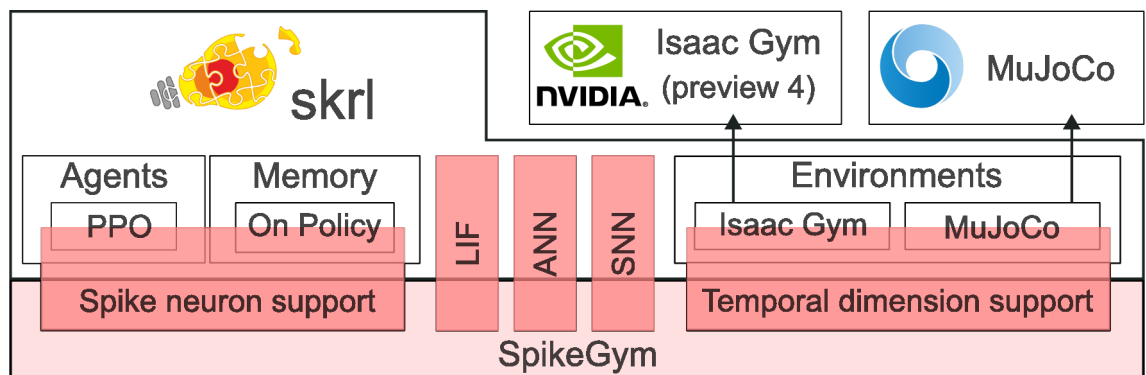 skrl
NVIDIA.
Isaac Gym
(preview 4)
MuJoCo
Agents
PPO
Memory
On Policy
LIF
ANN
SNN
Environments
Isaac Gym
MuJoCo
Spike neuron support
Temporal dimension support
SpikeGym